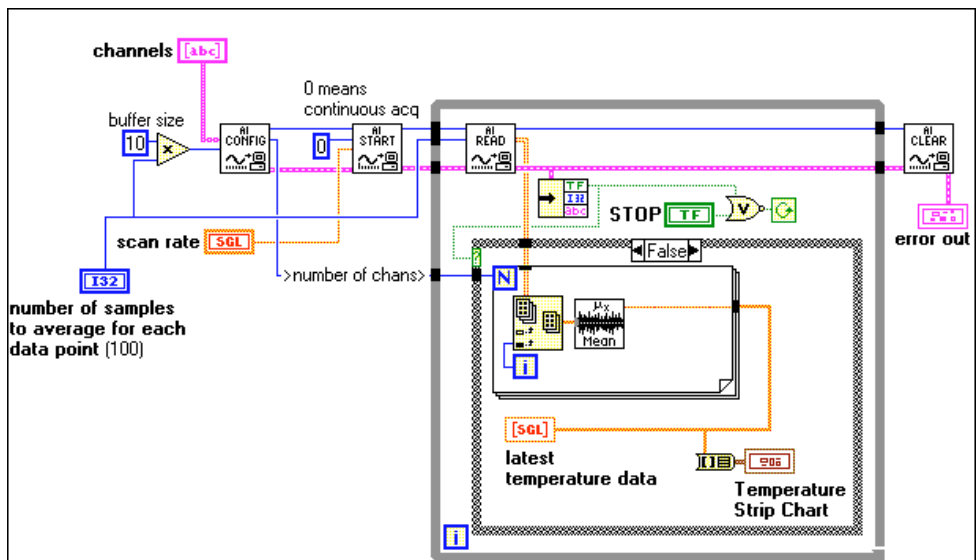 channels [abc]
0 means
continuous acq
buffer size
10
x
AI
CONFIG
0
AI
START
AI
READ
AI
CLEAR
TF
I32
abc
STOP TF
V
error out
scan rate SGL
?
False
>number of chans>
N
I32
number of samples
to average for each
data point (100)
μx
Mean
i
[SGL]
latest
temperature data
Temperature
Strip Chart
i